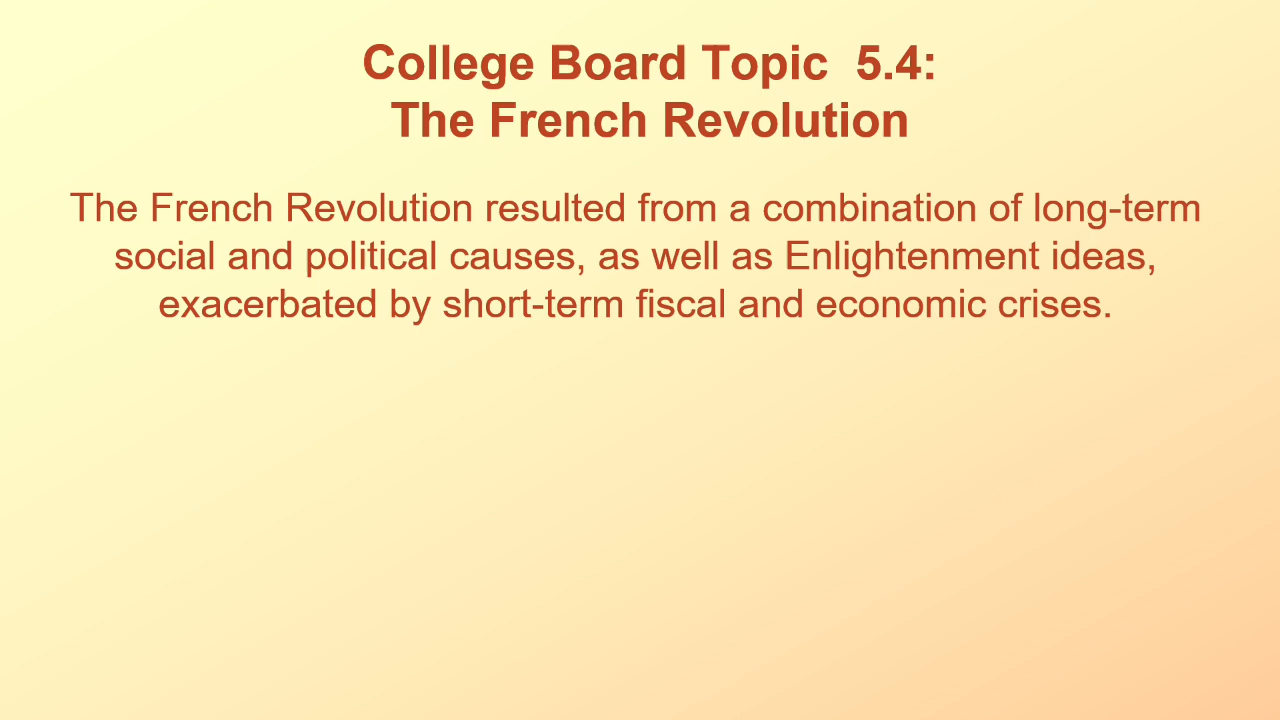 College Board Topic  5.4:
The French Revolution
The French Revolution resulted from a combination of long-term
social and political causes, as well as Enlightenment ideas,
exacerbated by short-term fiscal and economic crises.